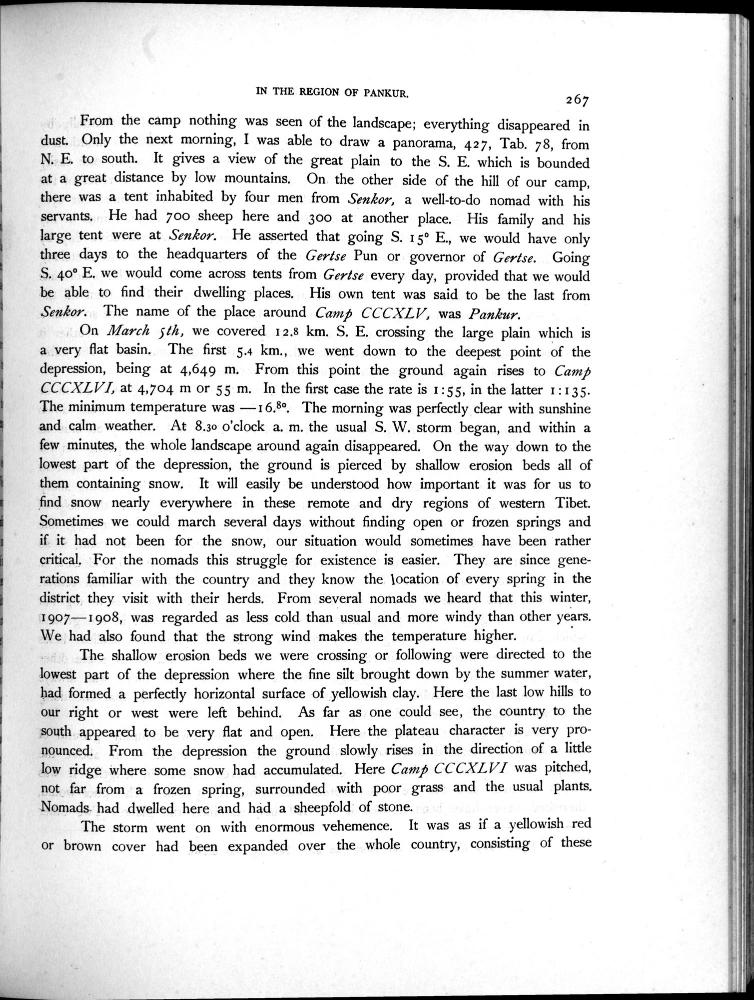 IN THE REGION OF PANKUR.
267
From the camp nothing was seen of the landscape; everything disappeared in
dust. Only the next morning, I was able to draw a panorama, 427, Tab. 78, from
N. E. to south. It gives a view of the great plain to the S. E. which is bounded
at a great distance by low mountains. On the other side of the hill of our camp,
there was a tent inhabited by four men from Senkor, a well-to-do nomad with his
servants. He had 700 sheep here and 300 at another place. His family and his
large tent were at Senkor. He asserted that going S. 15° E., we would have only
three days to the headquarters of the Gertse Pun or governor of Gertse. Going
S. 40° E. we would come across tents from Gertse every day, provided that we would
be able to find their dwelling places. His own tent was said to be the last from
Senkor. The name of the place around Camp CCCXLV, was Pankur.
On March 5th, we covered 12.8 km. S. E. crossing the large plain which is
a very flat basin. The first 5.4 km., we went down to the deepest point of the
depression, being at 4,649 m. From this point the ground again rises to Camp
CCCXLVI, at 4,704 m or 55 m. In the first case the rate is 1:55, in the latter 1:135.
The minimum temperature was —16.8°. The morning was perfectly clear with sunshine
and calm weather. At 8.30 o'clock a. m. the usual S. W. storm began, and within a
few minutes, the whole landscape around again disappeared. On the way down to the
lowest part of the depression, the ground is pierced by shallow erosion beds all of
them containing snow. It will easily be understood how important it was for us to
find snow nearly everywhere in these remote and dry regions of western Tibet.
Sometimes we could march several days without finding open or frozen springs and
if it had not been for the snow, our situation would sometimes have been rather
critical. For the nomads this struggle for existence is easier. They are since gene-
rations familiar with the country and they know the location of every spring in the
district they visit with their herds. From several nomads we heard that this winter,
1907—1908, was regarded as less cold than usual and more windy than other years.
We had also found that the strong wind makes the temperature higher.
The shallow erosion beds we were crossing or following were directed to the
lowest part of the depression where the fine silt brought down by the summer water,
had formed a perfectly horizontal surface of yellowish clay. Here the last low hills to
our right or west were left behind. As far as one could see, the country to the
south appeared to be very flat and open. Here the plateau character is very pro-
nounced. From the depression the ground slowly rises in the direction of a little
low ridge where some snow had accumulated. Here Camp CCCXLVI was pitched,
not far from a frozen spring, surrounded with poor grass and the usual plants.
Nomads had dwelled here and had a sheepfold of stone.
The storm went on with enormous vehemence. It was as if a yellowish red
or brown cover had been expanded over the whole country, consisting of these